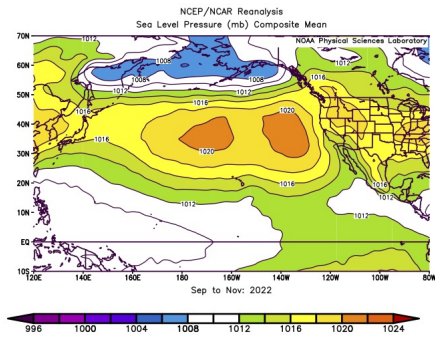 NCEP/NCAR Reanalysis
Sea Level Pressure (mb) Composite Mean
NOAA Physical Sciences Laboratory
70N
60N
50N
40N
30N
20N
10N
EQ
10S
1012
1008
1008
1008
1012
1012
1016
1016
1016
1020
1016
1020
1016
1016
1016
1012
1012
1012
120E
140E
160E
180
160W
140W
120W
100W
80W
Sep to Nov: 2022
996
1000
1004
1008
1012
1016
1020
1024